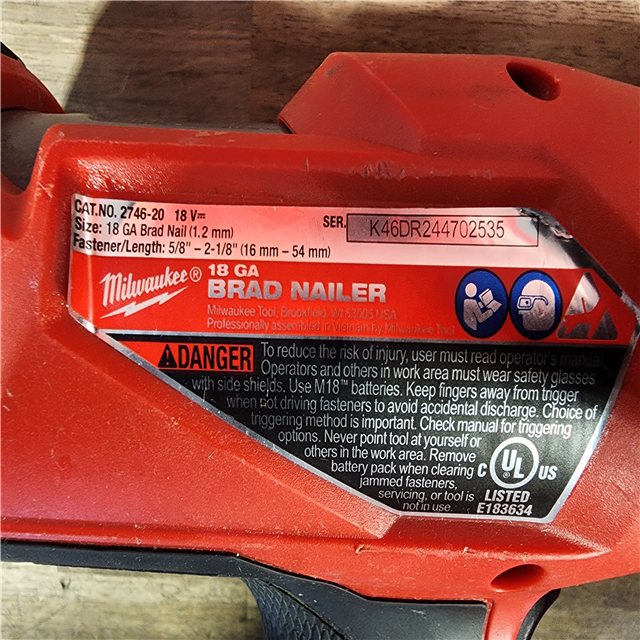 CAT.NO. 2746-20 18 V⎓
Size: 18 GA Brad Nail (1.2 mm)
Fastener/Length: 5/8" – 2-1/8" (16 mm – 54 mm)
SER. K46DR244702535
Milwaukee®
18 GA
BRAD NAILER
Milwaukee Tool, Brookfield, WI 53005 USA
Professionally assembled in Vietnam by Milwaukee Tool
DANGER
To reduce the risk of injury, user must read operator's manual.
Operators and others in work area must wear safety glasses
with side shields. Use M18™ batteries. Keep fingers away from trigger
when not driving fasteners to avoid accidental discharge. Choice of
triggering method is important. Check manual for triggering
options. Never point tool at yourself or
others in the work area. Remove
battery pack when clearing
jammed fasteners,
servicing, or tool is
not in use.
C UL US
LISTED
E183634